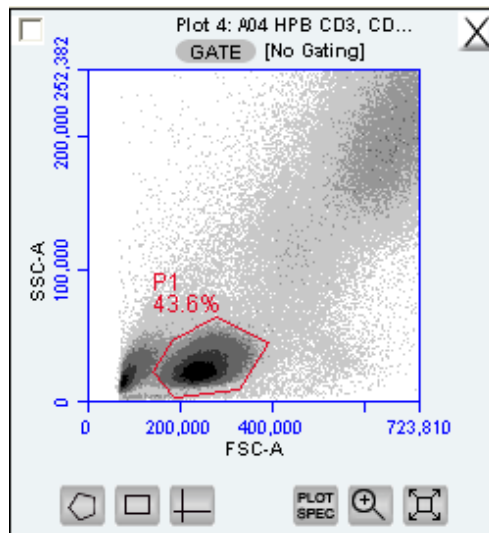 Plot 4: A04 HPB CD3, CD...
GATE [No Gating]
252,382
200,000
SSC-A
100,000
P1
43.6%
0
0 200,000 400,000 723,810
FSC-A
PLOT
SPEC